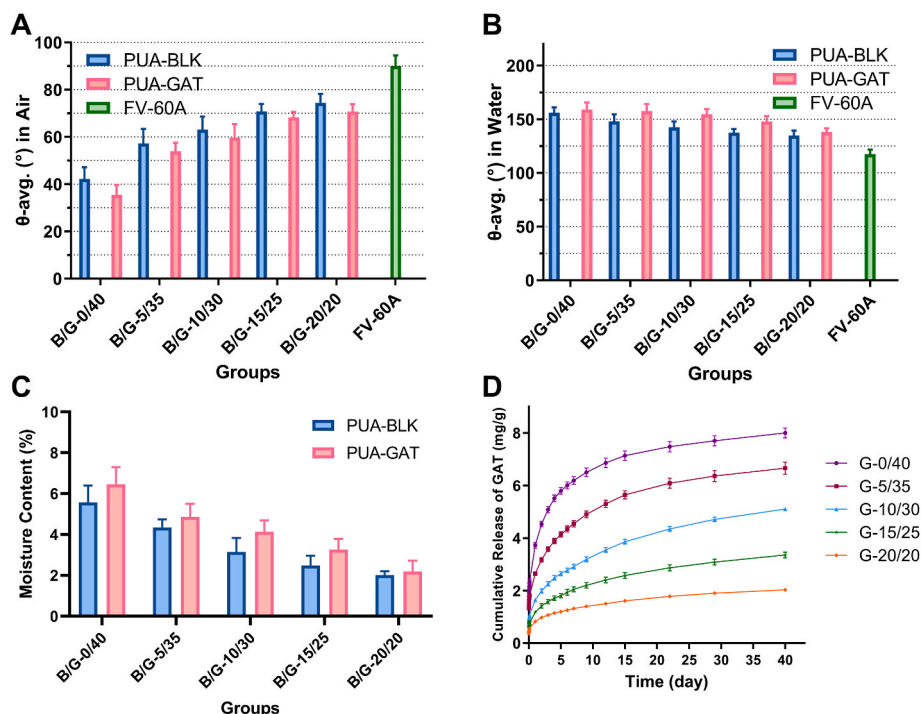 A
θ-avg. (°) in Air
100
80
60
40
20
0
PUA-BLK
PUA-GAT
FV-60A
B/G-0/40
B/G-5/35
B/G-10/30
B/G-15/25
B/G-20/20
FV-60A
Groups
B
θ-avg. (°) in Water
200
150
100
50
0
PUA-BLK
PUA-GAT
FV-60A
B/G-0/40
B/G-5/35
B/G-10/30
B/G-15/25
B/G-20/20
FV-60A
Groups
C
Moisture Content (%)
10
8
6
4
2
0
PUA-BLK
PUA-GAT
B/G-0/40
B/G-5/35
B/G-10/30
B/G-15/25
B/G-20/20
Groups
D
Cumulative Release of GAT (mg/g)
8
6
4
2
0
0 5 10 15 20 25 30 35 40
Time (day)
G-0/40
G-5/35
G-10/30
G-15/25
G-20/20